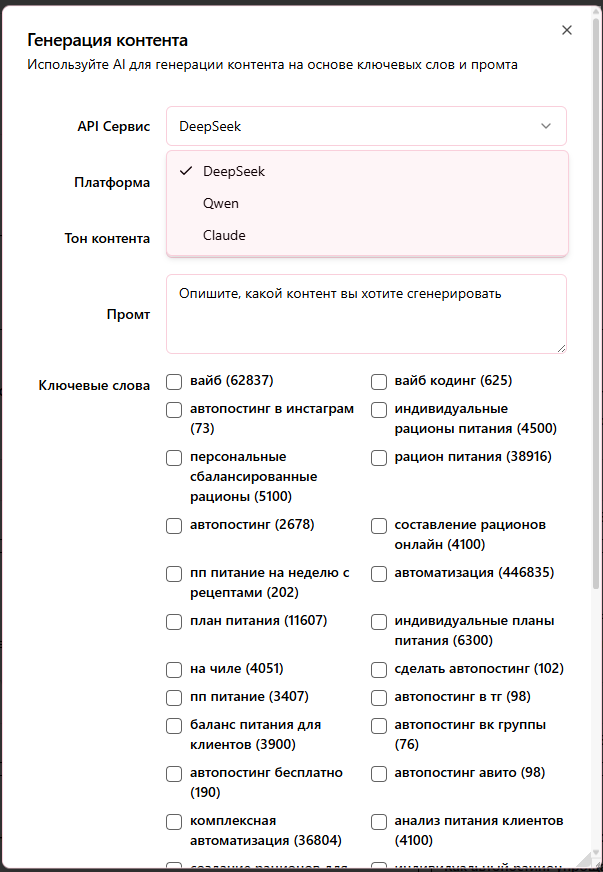 Генерация контента
Используйте AI для генерации контента на основе ключевых слов и промта
API Сервис
DeepSeek
DeepSeek
Платформа
Qwen
Claude
Тон контента
Промт
Опишите, какой контент вы хотите сгенерировать
Ключевые слова
вайб (62837)
вайб кодинг (625)
автопостинг в инстаграм
(73)
индивидуальные
рационы питания (4500)
персональные
сбалансированные
рационы (5100)
рацион питания (38916)
автопостинг (2678)
составление рационов
онлайн (4100)
пп питание на неделю с
рецептами (202)
автоматизация (446835)
план питания (11607)
индивидуальные планы
питания (6300)
на чиле (4051)
сделать автопостинг (102)
пп питание (3407)
автопостинг в тг (98)
баланс питания для
клиентов (3900)
автопостинг вк группы
(76)
автопостинг бесплатно
(190)
автопостинг авито (98)
комплексная
автоматизация (36804)
анализ питания клиентов
(4100)
создание рационов для